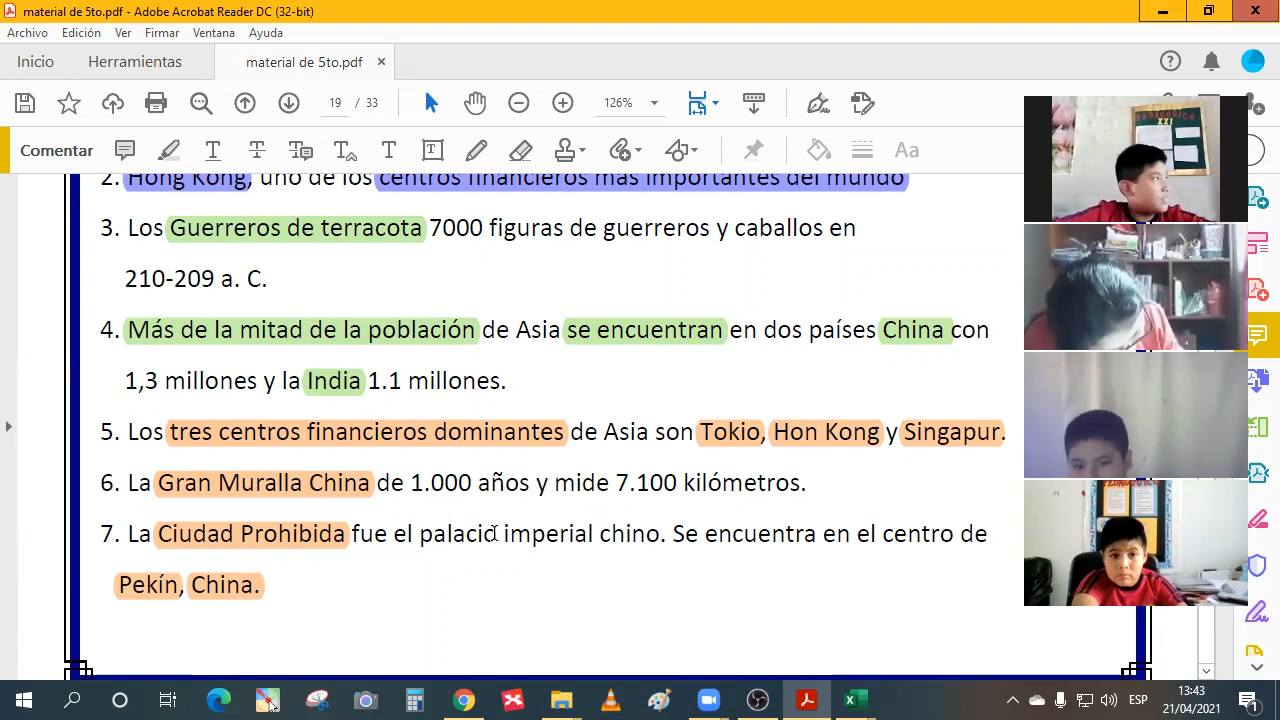 material de 5to.pdf - Adobe Acrobat Reader DC (32-bit)
Archivo Edición Ver Firmar Ventana Ayuda
Inicio Herramientas material de 5to.pdf
19 / 33 126%
Comentar
2. Hong Kong, uno de los centros financieros más importantes del mundo
3. Los Guerreros de terracota 7000 figuras de guerreros y caballos en
210-209 a. C.
4. Más de la mitad de la población de Asia se encuentran en dos países China con
1,3 millones y la India 1.1 millones.
5. Los tres centros financieros dominantes de Asia son Tokio, Hon Kong y Singapur.
6. La Gran Muralla China de 1.000 años y mide 7.100 kilómetros.
7. La Ciudad Prohibida fue el palacio imperial chino. Se encuentra en el centro de
Pekín, China.
PEDAGOGICO
XXI
ESP
13:43
21/04/2021